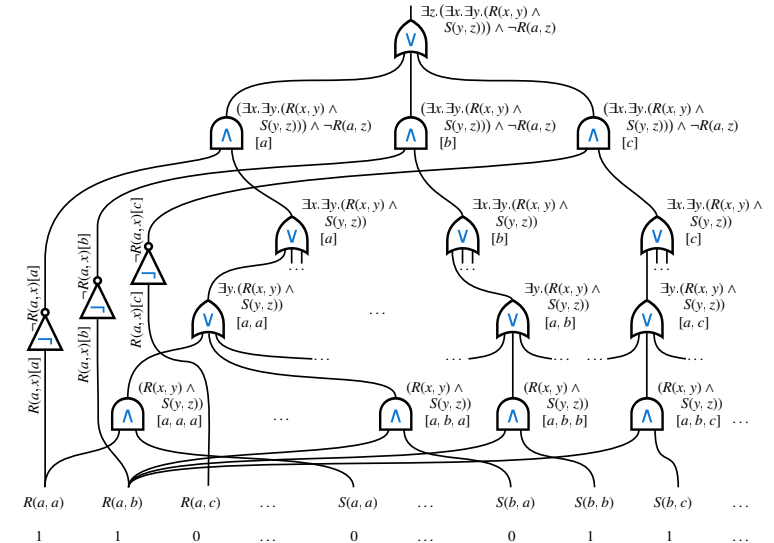 ∃z.(∃x.∃y.(R(x, y) ∧
S(y, z))) ∧ ¬R(a, z)
∨
(∃x.∃y.(R(x, y) ∧
S(y, z))) ∧ ¬R(a, z)
[a]
∧
(∃x.∃y.(R(x, y) ∧
S(y, z))) ∧ ¬R(a, z)
[b]
∧
(∃x.∃y.(R(x, y) ∧
S(y, z))) ∧ ¬R(a, z)
[c]
∧
∃x.∃y.(R(x, y) ∧
S(y, z))
[a]
∨
...
∃x.∃y.(R(x, y) ∧
S(y, z))
[b]
∨
...
∃x.∃y.(R(x, y) ∧
S(y, z))
[c]
∨
...
¬R(a, x)[a]
¬
R(a, x)[a]
¬R(a, x)[b]
¬
R(a, x)[b]
¬R(a, x)[c]
¬
R(a, x)[c]
∃y.(R(x, y) ∧
S(y, z))
[a, a]
∨
...
...
∃y.(R(x, y) ∧
S(y, z))
[a, b]
∨
...
...
∃y.(R(x, y) ∧
S(y, z))
[a, c]
∨
...
...
(R(x, y) ∧
S(y, z))
[a, a, a]
∧
...
(R(x, y) ∧
S(y, z))
[a, b, a]
∧
(R(x, y) ∧
S(y, z))
[a, b, b]
∧
(R(x, y) ∧
S(y, z))
[a, b, c]
∧
...
R(a, a) R(a, b) R(a, c) ... S(a, a) ... S(b, a) S(b, b) S(b, c) ...
1 1 0 ... 0 ... 0 1 1 ...